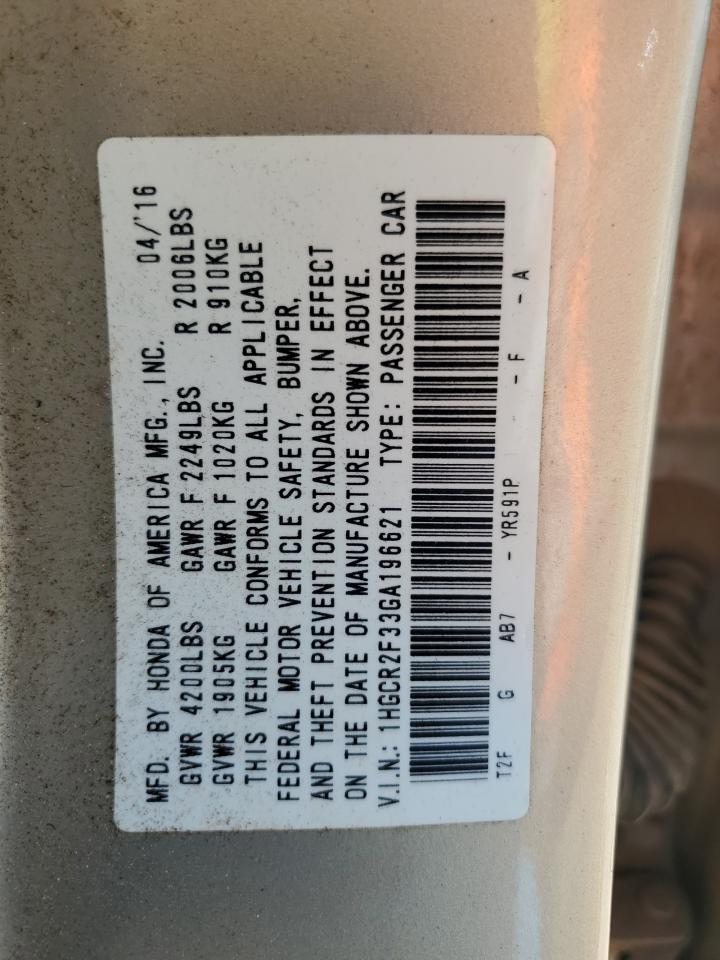 MFD. BY HONDA OF AMERICA MFG., INC. 04/'16
GVWR 4200LBS GAWR F 2249LBS R 2006LBS
GVWR 1905KG GAWR F 1020KG R 910KG
THIS VEHICLE CONFORMS TO ALL APPLICABLE
FEDERAL MOTOR VEHICLE SAFETY, BUMPER,
AND THEFT PREVENTION STANDARDS IN EFFECT
ON THE DATE OF MANUFACTURE SHOWN ABOVE.
V.I.N.: 1HGCR2F33GA196621 TYPE: PASSENGER CAR
T2F G AB7 - YR591P - F - A